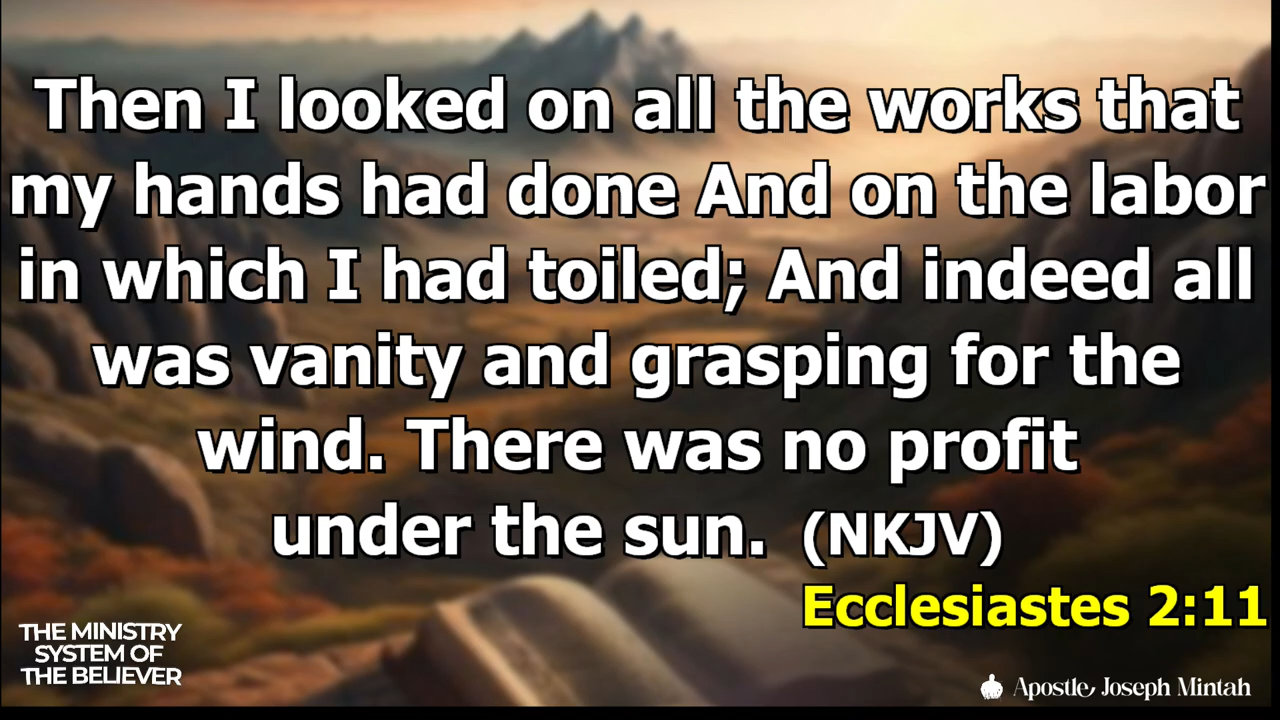 Then I looked on all the works that
my hands had done And on the labor
in which I had toiled; And indeed all
was vanity and grasping for the
wind. There was no profit
under the sun. (NKJV)
Ecclesiastes 2:11
THE MINISTRY
SYSTEM OF
THE BELIEVER
Apostle Joseph Mintah